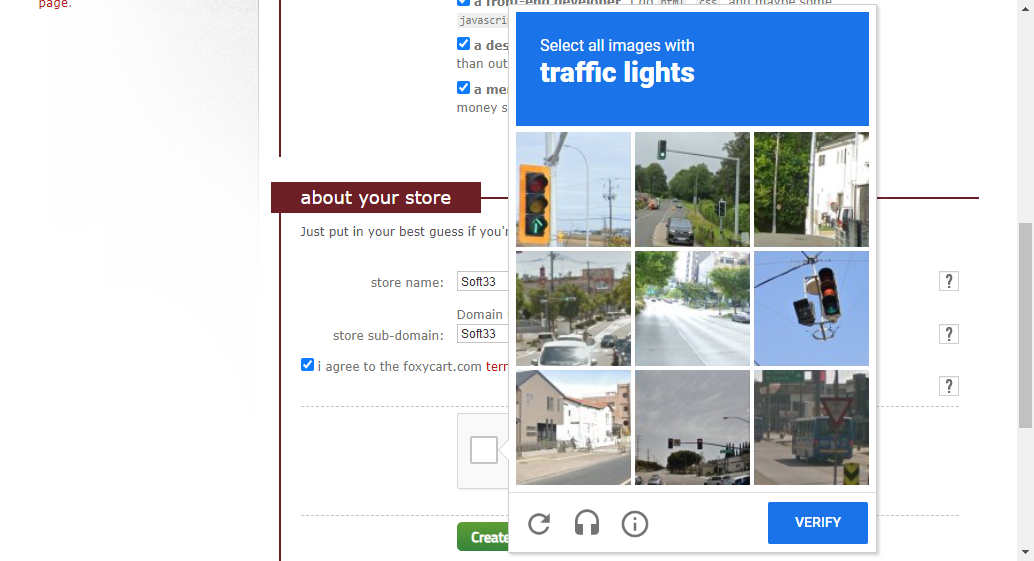 page.
a front-end developer. I do html, css, and maybe some
javascri
a des
than out
a me
money s
about your store
Just put in your best guess if you'r
store name:
Soft33
?
Domain
store sub-domain:
Soft33
?
i agree to the foxycart.com terr
?
Create
Select all images with
traffic lights
VERIFY